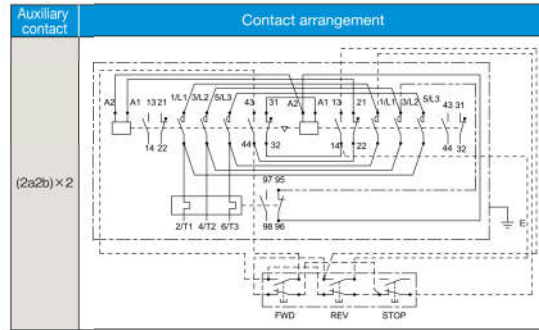 Auxiliary contact
Contact arrangement
(2a2b)×2
A2 A1 13 21 1/L1 3/L2 5/L3 43 31 A2 A1 13 21 1/L1 3/L2 5/L3 43 31
14 22 44 32 14 22 44 32
97 95
2/T1 4/T2 6/T3 98 96
E
FWD REV STOP